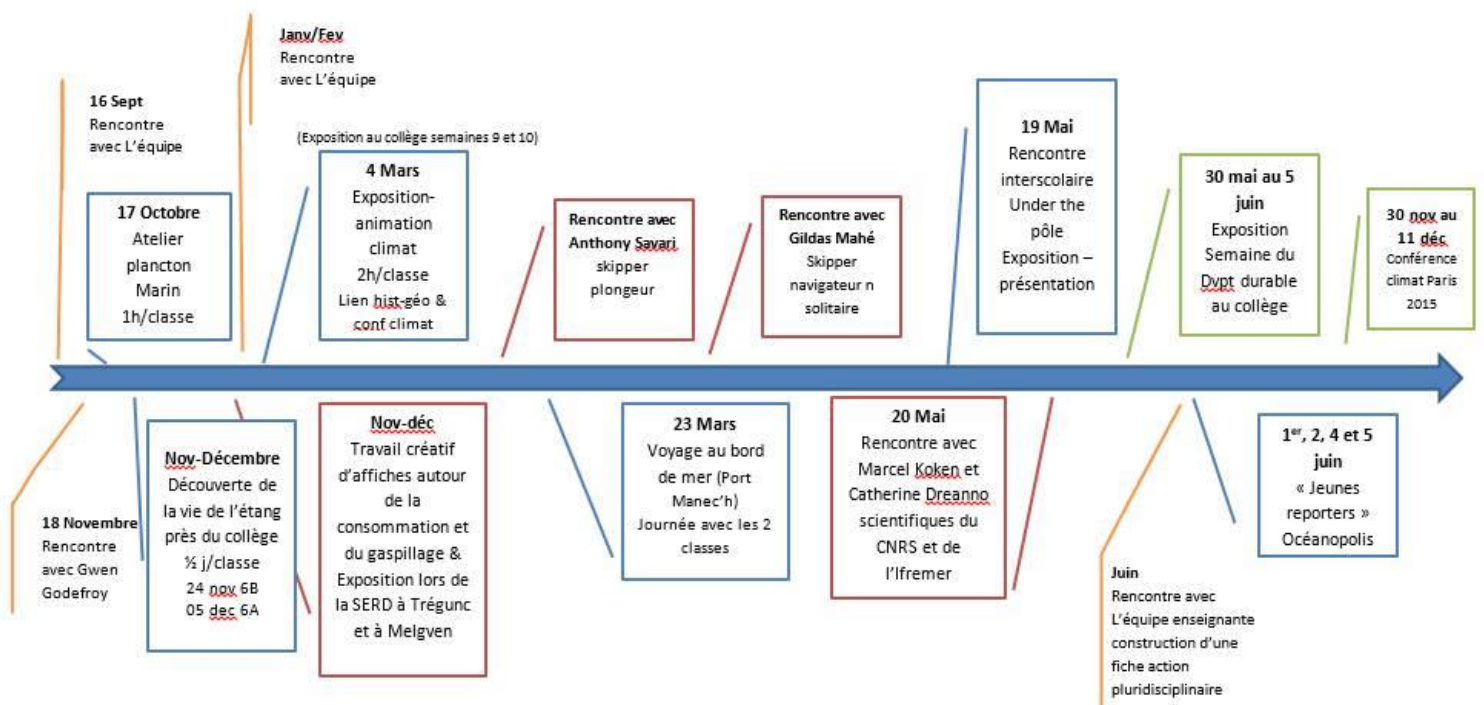 Janv/Fev
Rencontre
avec L’équipe
16 Sept
Rencontre
avec L’équipe
(Exposition au collège semaines 9 et 10)
17 Octobre
Atelier
plancton
Marin
1h/classe
4 Mars
Exposition-
animation
climat
2h/classe
Lien hist-géo &
conf climat
Rencontre avec
Anthony Savari
skipper
plongeur
Rencontre avec
Gildas Mahé
Skipper
navigateur n
solitaire
19 Mai
Rencontre
interscolaire
Under the
pôle
Exposition –
présentation
30 mai au 5
juin
Exposition
Semaine du
Dvpt durable
au collège
30 nov au
11 déc
Conférence
climat Paris
2015
18 Novembre
Rencontre
avec Gwen
Godefroy
Nov-Décembre
Découverte de
la vie de l’étang
près du collège
½ j/classe
24 nov 6B
05 dec 6A
Nov-déc
Travail créatif
d’affiches autour
de la
consommation et
du gaspillage &
Exposition lors de
la SERD à Trégunc
et à Melgven
23 Mars
Voyage au bord
de mer (Port
Manec’h)
Journée avec les 2
classes
20 Mai
Rencontre avec
Marcel Koken et
Catherine Dreanno
scientifiques du
CNRS et de
l’Ifremer
Juin
Rencontre avec
L’équipe enseignante
construction d’une
fiche action
pluridisciplinaire
1er, 2, 4 et 5
juin
« Jeunes
reporters »
Océanopolis